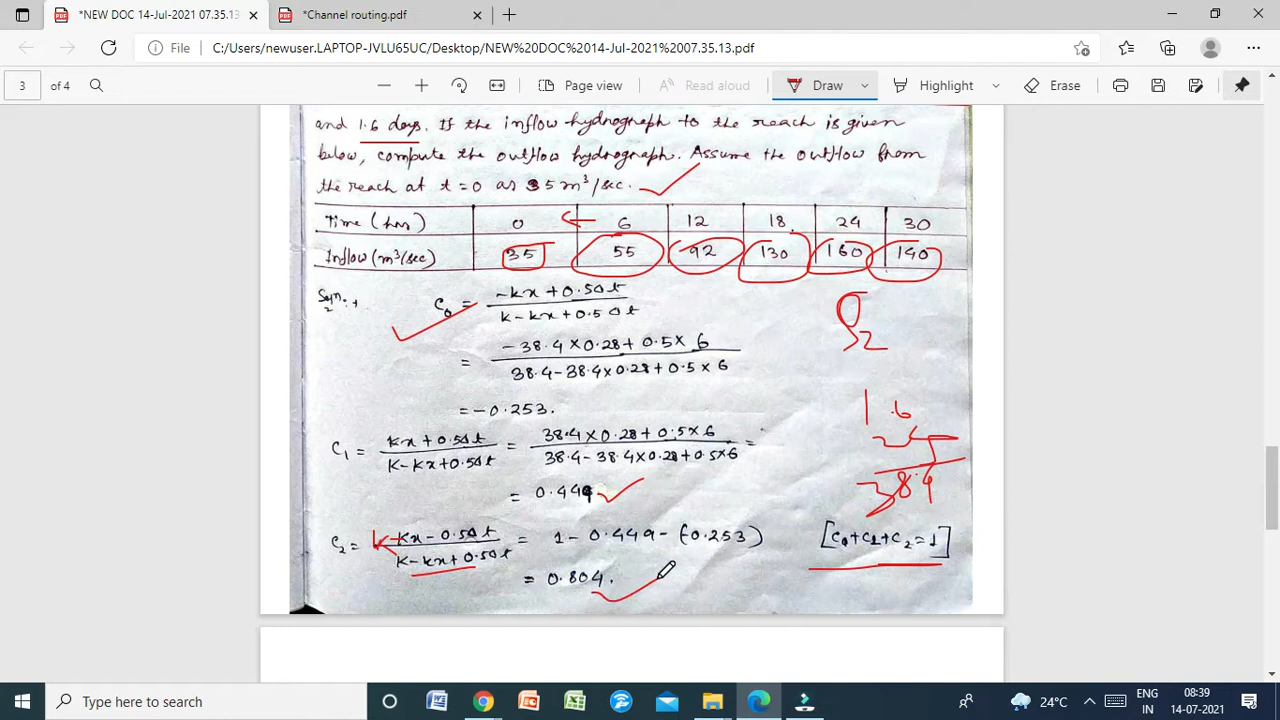 *NEW DOC 14-Jul-2021 07.35.13
*Channel routing.pdf
File
C:/Users/newuser.LAPTOP-JVLU65UC/Desktop/NEW%20DOC%2014-Jul-2021%2007.35.13.pdf
3 of 4 Page view Read aloud Draw Highlight Erase
and 1.6 days. If the inflow hydrograph to the reach is given
below, compute the outflow hydrograph. Assume the outflow from
the reach at t=0 as 35 m³/sec.
Time (hrs) 0 6 12 18 24 30
Inflow (m³/sec) 35 55 92 130 160 140
C₀ = -kx + 0.5Δt
k-kx+0.5Δt
Q₂
= -38.4×0.28+ 0.5× 6
38.4-38.4×0.28+0.5×6
1.6
= -0.253.
24
C₁ = kx+0.5Δt / k-kx+0.5Δt = 38.4×0.28+0.5×6 / 38.4-38.4×0.28+0.5×6 =
38.4
= 0.449
C₂ = k-kx-0.5Δt / k-kx+0.5Δt = 1-0.449-(-0.253) [C₀+C₁+C₂=1]
= 0.804.
Type here to search
24°C
ENG
IN
08:39
14-07-2021